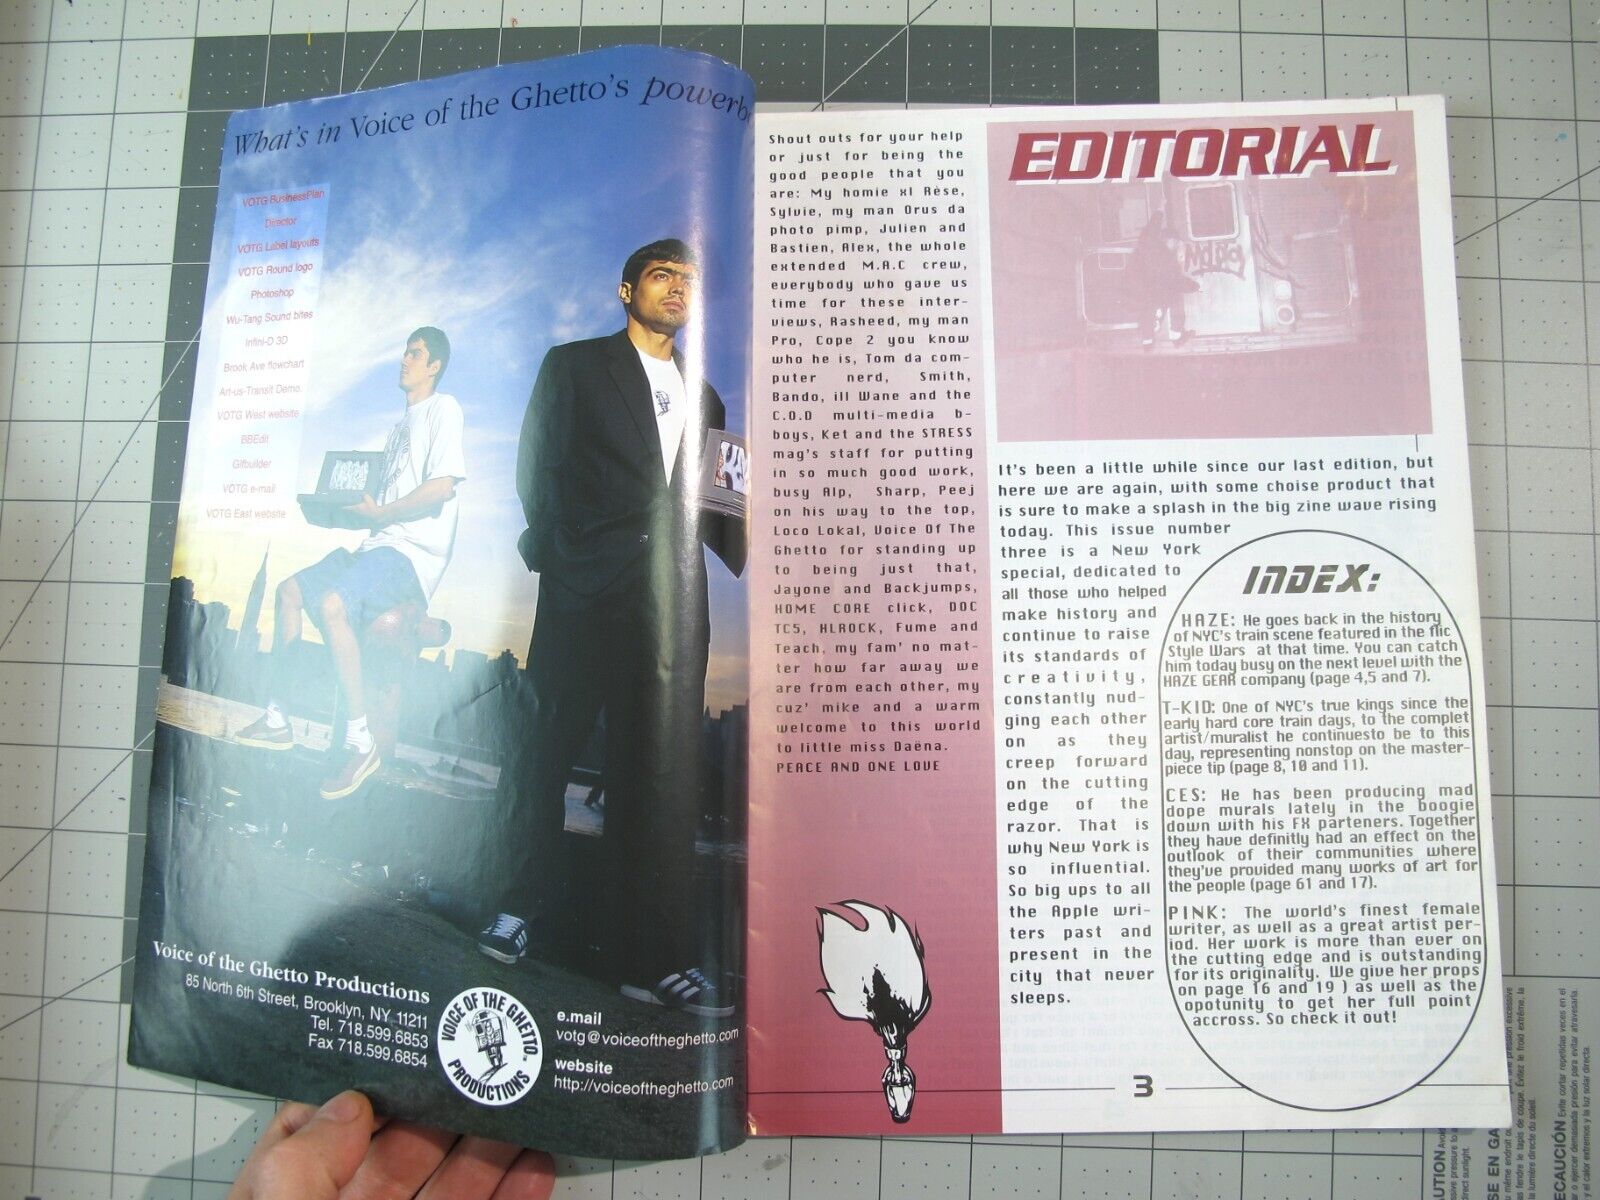 What's in Voice of the Ghetto's powerb
VOTG BusinessPlan
Director
VOTG Label layouts
VOTG Round logo
Photoshop
Wu-Tang Sound bites
Infini-D 3D
Brook Ave flowchart
Art-us-Transit Demo.
VOTG West website
BBEdit
Gifbuilder
VOTG e-mail
VOTG East website
Voice of the Ghetto Productions
85 North 6th Street, Brooklyn, NY 11211
Tel. 718.599.6853
Fax 718.599.6854
VOICE OF THE GHETTO
PRODUCTIONS
e.mail
votg@voiceoftheghetto.com
website
http://voiceoftheghetto.com
Shout outs for your help
or just for being the
good people that you
are: My homie xl Rèse,
Sylvie, my man Orus da
photo pimp, Julien and
Bastien, Alex, the whole
extended M.A.C crew,
everybody who gave us
time for these inter-
views, Rasheed, my man
Pro, Cope 2 you know
who he is, Tom da com-
puter nerd, Smith,
Bando, ill Wane and the
C.O.D multi-media b-
boys, Ket and the STRESS
mag's staff for putting
in so much good work,
busy Alp, Sharp, Peej
on his way to the top,
Loco Lokal, Voice Of The
Ghetto for standing up
to being just that,
Jayone and Backjumps,
HOME CORE click, DOC
TC5, HLROCK, Fume and
Teach, my fam' no mat-
ter how far away we
are from each other, my
cuz' mike and a warm
welcome to this world
to little miss Daëna.
PEACE AND ONE LOVE
EDITORIAL
It's been a little while since our last edition, but
here we are again, with some choise product that
is sure to make a splash in the big zine wave rising
today. This issue number
three is a New York
special, dedicated to
all those who helped
make history and
continue to raise
its standards of
creativity,
constantly nud-
ging each other
on as they
creep forward
on the cutting
edge of the
razor. That is
why New York is
so influential.
So big ups to all
the Apple wri-
ters past and
present in the
city that never
sleeps.
INDEX:
HAZE: He goes back in the history
of NYC's train scene featured in the flic
Style Wars at that time. You can catch
him today busy on the next level with the
HAZE GEAR company (page 4,5 and 7).
T-KID: One of NYC's true kings since the
early hard core train days, to the complet
artist/muralist he continuesto be to this
day, representing nonstop on the master-
piece tip (page 8, 10 and 11).
CES: He has been producing mad
dope murals lately in the boogie
down with his FX parteners. Together
they have definitly had an effect on the
outlook of their communities where
they've provided many works of art for
the people (page 61 and 17).
PINK: The world's finest female
writer, as well as a great artist per-
iod. Her work is more than ever on
the cutting edge and is outstanding
for its originality. We give her props
on page 16 and 19 ) as well as the
opotunity to get her full point
accross. So check it out!
3